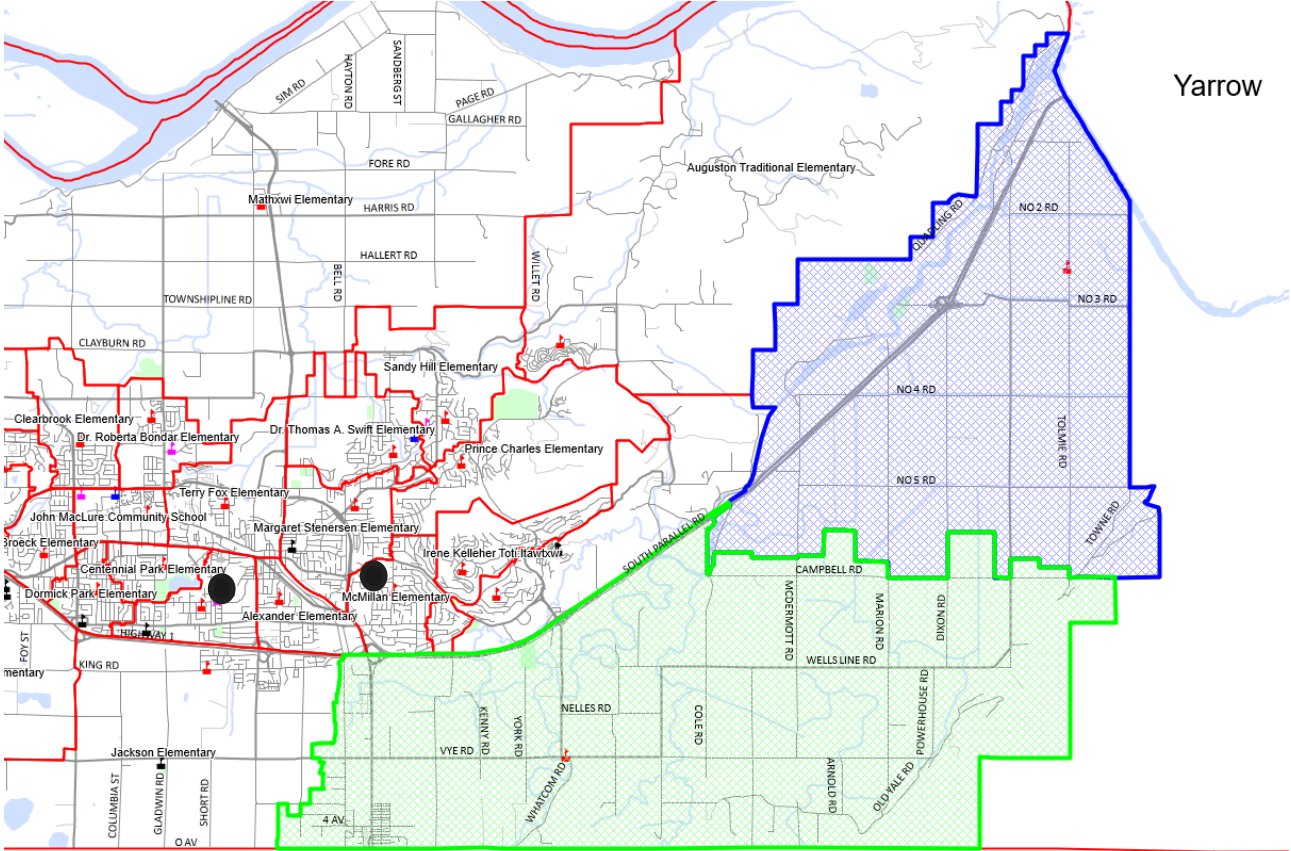 SIM RD
HAYTON RD
SANDBERG ST
PAGE RD
GALLAGHER RD
Yarrow
FORE RD
Auguston Traditional Elementary
Mathxwi Elementary
HARRIS RD
NO 2 RD
QUADLING RD
HALLERT RD
BELL RD
WILLET RD
TOWNSHIPLINE RD
NO 3 RD
CLAYBURN RD
Sandy Hill Elementary
NO 4 RD
Clearbrook Elementary
Dr. Roberta Bondar Elementary
Dr. Thomas A. Swift Elementary
TOLMIE RD
Prince Charles Elementary
NO 5 RD
Terry Fox Elementary
John MacLure Community School
Margaret Stenersen Elementary
SOUTH PARALLEL RD
TOWNE RD
Broeck Elementary
Irene Kelleher Totí:ltawtxw
Centennial Park Elementary
CAMPBELL RD
Dormick Park Elementary
McMillan Elementary
Alexander Elementary
MCDERMOTT RD
MARION RD
DIXON RD
HIGHWAY 1
FOY ST
KING RD
WELLS LINE RD
mentary
NELLES RD
KENNY RD
YORK RD
COLE RD
POWERHOUSE RD
Jackson Elementary
VYE RD
WHATCOM RD
ARNOLD RD
OLD YALE RD
COLUMBIA ST
GLADWIN RD
SHORT RD
4 AV
0 AV